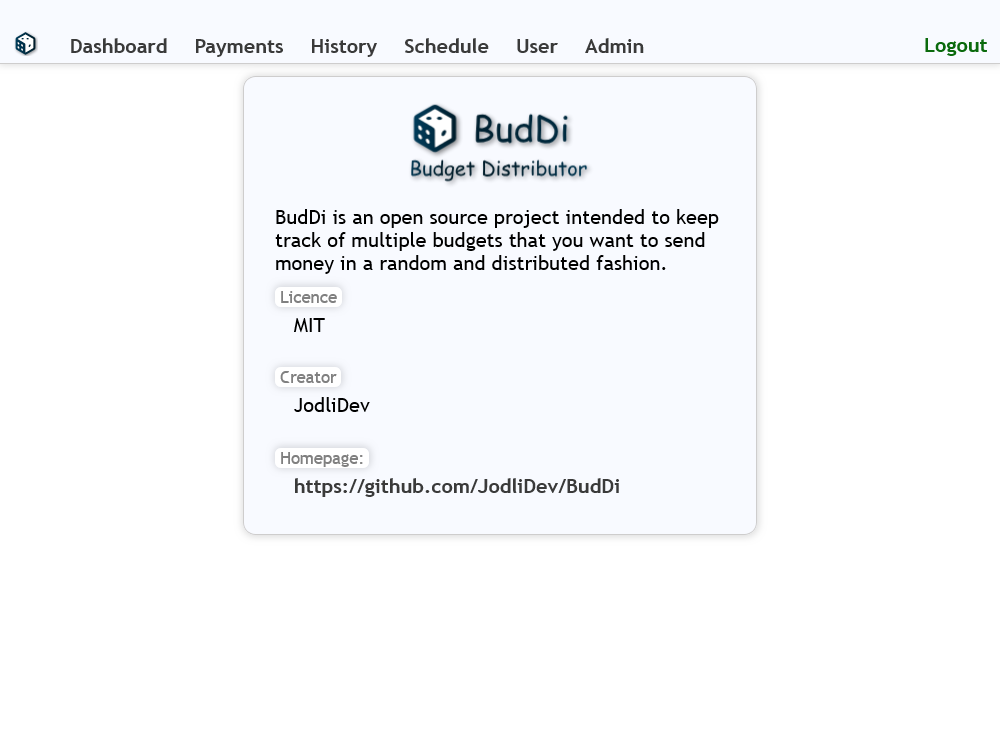 Dashboard Payments History Schedule User Admin Logout
BudDi
Budget Distributor
BudDi is an open source project intended to keep
track of multiple budgets that you want to send
money in a random and distributed fashion.
Licence
MIT
Creator
JodliDev
Homepage:
https://github.com/JodliDev/BudDi